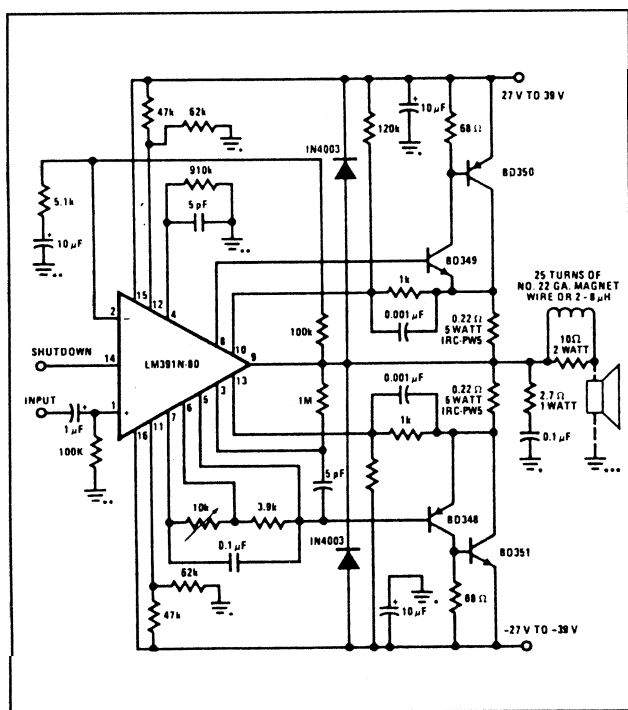 27 V TO 39 V
47k
62k
120k
10 μF
68 Ω
1N4003
BD350
910k
5 pF
5.1k
10 μF
BD349
25 TURNS OF
NO. 22 GA. MAGNET
WIRE OR 2 - 8 μH
15
12
4
1k
2
8
10
0.001 μF
0.22 Ω
5 WATT
IRC-PW5
10 Ω
2 WATT
100k
SHUTDOWN
14
LM391N-80
9
INPUT
1 μF
1
13
3
5
6
7
11
16
100K
1M
0.001 μF
0.22 Ω
5 WATT
IRC-PW5
2.7 Ω
1 WATT
0.1 μF
1k
5 pF
10k
3.9k
BD348
0.1 μF
1N4003
BD351
62k
47k
10 μF
68 Ω
-27 V TO -39 V